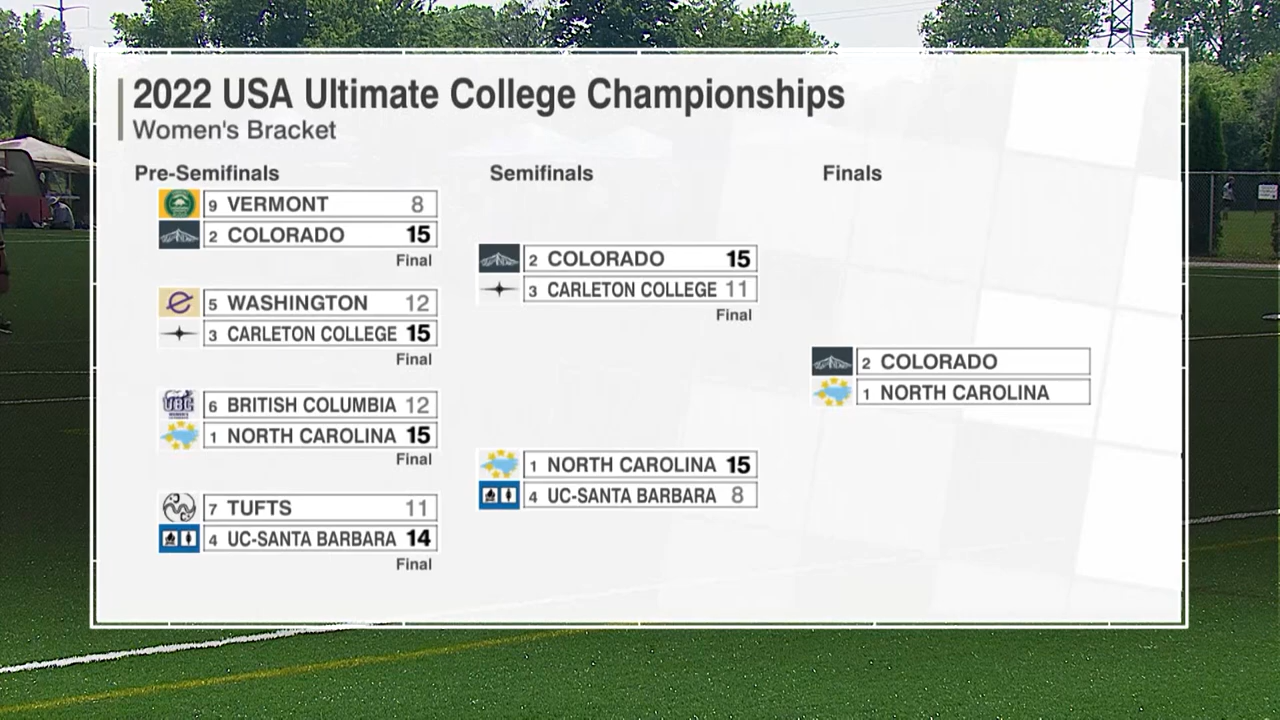 2022 USA Ultimate College Championships
Women's Bracket
Pre-Semifinals
9 VERMONT 8
2 COLORADO 15
Final
5 WASHINGTON 12
3 CARLETON COLLEGE 15
Final
UBC
6 BRITISH COLUMBIA 12
1 NORTH CAROLINA 15
Final
7 TUFTS 11
4 UC-SANTA BARBARA 14
Final
Semifinals
2 COLORADO 15
3 CARLETON COLLEGE 11
Final
1 NORTH CAROLINA 15
4 UC-SANTA BARBARA 8
Finals
2 COLORADO
1 NORTH CAROLINA